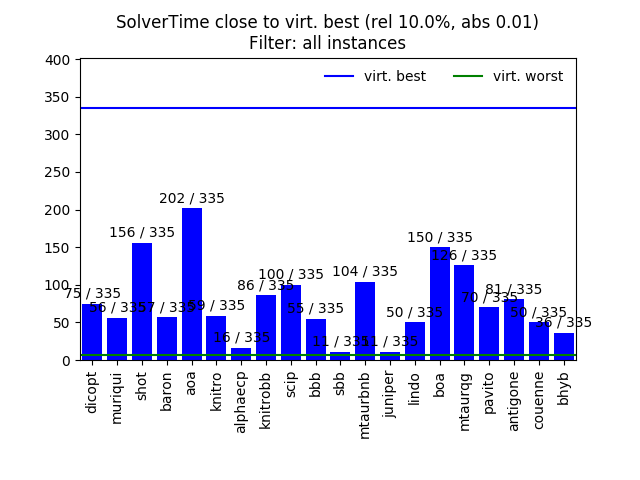 SolverTime close to virt. best (rel 10.0%, abs 0.01)
Filter: all instances
virt. best
virt. worst
400
350
300
250
200
150
100
50
0
75 / 335
56 / 335
156 / 335
57 / 335
202 / 335
59 / 335
16 / 335
86 / 335
100 / 335
55 / 335
11 / 335
104 / 335
11 / 335
50 / 335
150 / 335
126 / 335
70 / 335
81 / 335
50 / 335
36 / 335
dicopt
muriqui
shot
baron
aoa
knitro
alphaecp
knitrobb
scip
bbb
sbb
mtaurbnb
juniper
lindo
boa
mtaurqg
pavito
antigone
couenne
bhyb